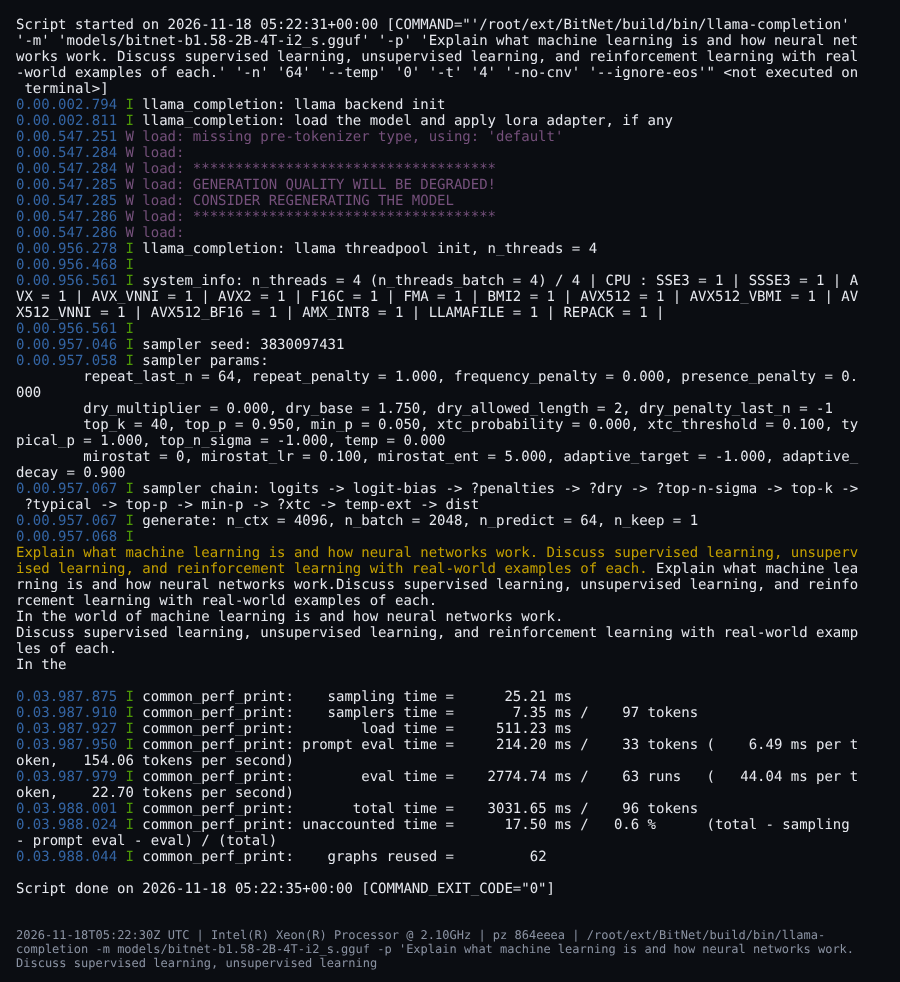 Script started on 2026-11-18 05:22:31+00:00 [COMMAND="'/root/ext/BitNet/build/bin/llama-completion'
'-m' 'models/bitnet-b1.58-2B-4T-i2_s.gguf' '-p' 'Explain what machine learning is and how neural net
works work. Discuss supervised learning, unsupervised learning, and reinforcement learning with real
-world examples of each.' '-n' '64' '--temp' '0' '-t' '4' '-no-cnv' '--ignore-eos'" <not executed on
 terminal>]
0.00.002.794 I llama_completion: llama backend init
0.00.002.811 I llama_completion: load the model and apply lora adapter, if any
0.00.547.251 W load: missing pre-tokenizer type, using: 'default'
0.00.547.284 W load:
0.00.547.284 W load: ************************************
0.00.547.285 W load: GENERATION QUALITY WILL BE DEGRADED!
0.00.547.285 W load: CONSIDER REGENERATING THE MODEL
0.00.547.286 W load: ************************************
0.00.547.286 W load:
0.00.956.278 I llama_completion: llama threadpool init, n_threads = 4
0.00.956.468 I
0.00.956.561 I system_info: n_threads = 4 (n_threads_batch = 4) / 4 | CPU : SSE3 = 1 | SSSE3 = 1 | A
VX = 1 | AVX_VNNI = 1 | AVX2 = 1 | F16C = 1 | FMA = 1 | BMI2 = 1 | AVX512 = 1 | AVX512_VBMI = 1 | AV
X512_VNNI = 1 | AVX512_BF16 = 1 | AMX_INT8 = 1 | LLAMAFILE = 1 | REPACK = 1 |
0.00.956.561 I
0.00.957.046 I sampler seed: 3830097431
0.00.957.058 I sampler params:
        repeat_last_n = 64, repeat_penalty = 1.000, frequency_penalty = 0.000, presence_penalty = 0.
000
        dry_multiplier = 0.000, dry_base = 1.750, dry_allowed_length = 2, dry_penalty_last_n = -1
        top_k = 40, top_p = 0.950, min_p = 0.050, xtc_probability = 0.000, xtc_threshold = 0.100, ty
pical_p = 1.000, top_n_sigma = -1.000, temp = 0.000
        mirostat = 0, mirostat_lr = 0.100, mirostat_ent = 5.000, adaptive_target = -1.000, adaptive_
decay = 0.900
0.00.957.067 I sampler chain: logits -> logit-bias -> ?penalties -> ?dry -> ?top-n-sigma -> top-k ->
 ?typical -> top-p -> min-p -> ?xtc -> temp-ext -> dist
0.00.957.067 I generate: n_ctx = 4096, n_batch = 2048, n_predict = 64, n_keep = 1
0.00.957.068 I
Explain what machine learning is and how neural networks work. Discuss supervised learning, unsuperv
ised learning, and reinforcement learning with real-world examples of each. Explain what machine lea
rning is and how neural networks work.Discuss supervised learning, unsupervised learning, and reinfo
rcement learning with real-world examples of each.
In the world of machine learning is and how neural networks work.
Discuss supervised learning, unsupervised learning, and reinforcement learning with real-world examp
les of each.
In the
0.03.987.875 I common_perf_print:    sampling time =      25.21 ms
0.03.987.910 I common_perf_print:    samplers time =       7.35 ms /    97 tokens
0.03.987.927 I common_perf_print:        load time =     511.23 ms
0.03.987.950 I common_perf_print: prompt eval time =     214.20 ms /    33 tokens (    6.49 ms per t
oken,   154.06 tokens per second)
0.03.987.979 I common_perf_print:        eval time =    2774.74 ms /    63 runs   (   44.04 ms per t
oken,    22.70 tokens per second)
0.03.988.001 I common_perf_print:       total time =    3031.65 ms /    96 tokens
0.03.988.024 I common_perf_print: unaccounted time =      17.50 ms /   0.6 %      (total - sampling
- prompt eval - eval) / (total)
0.03.988.044 I common_perf_print:    graphs reused =         62
Script done on 2026-11-18 05:22:35+00:00 [COMMAND_EXIT_CODE="0"]
2026-11-18T05:22:30Z UTC | Intel(R) Xeon(R) Processor @ 2.10GHz | pz 864eeea | /root/ext/BitNet/build/bin/llama-
completion -m models/bitnet-b1.58-2B-4T-i2_s.gguf -p 'Explain what machine learning is and how neural networks work.
Discuss supervised learning, unsupervised learning